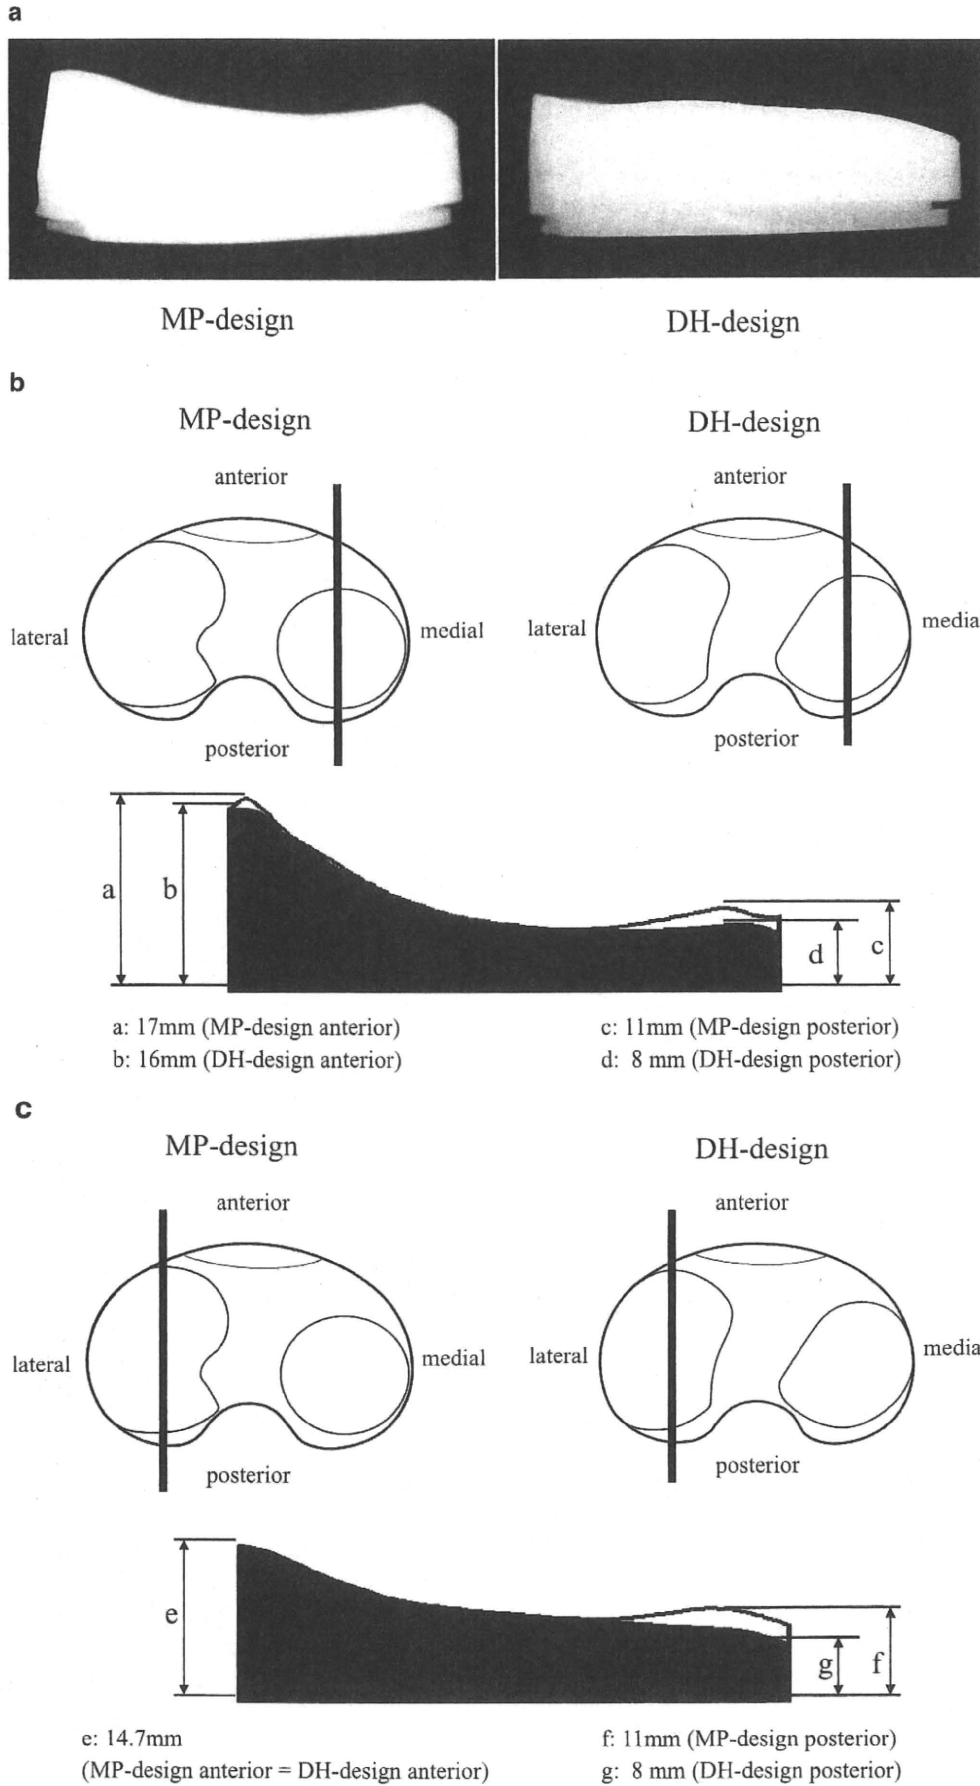 a
MP-design DH-design
b
MP-design DH-design
anterior anterior
lateral medial lateral media
posterior posterior
a b d c
a: 17mm (MP-design anterior) c: 11mm (MP-design posterior)
b: 16mm (DH-design anterior) d: 8 mm (DH-design posterior)
c
MP-design DH-design
anterior anterior
lateral medial lateral media
posterior posterior
e g f
e: 14.7mm f: 11mm (MP-design posterior)
(MP-design anterior = DH-design anterior) g: 8 mm (DH-design posterior)